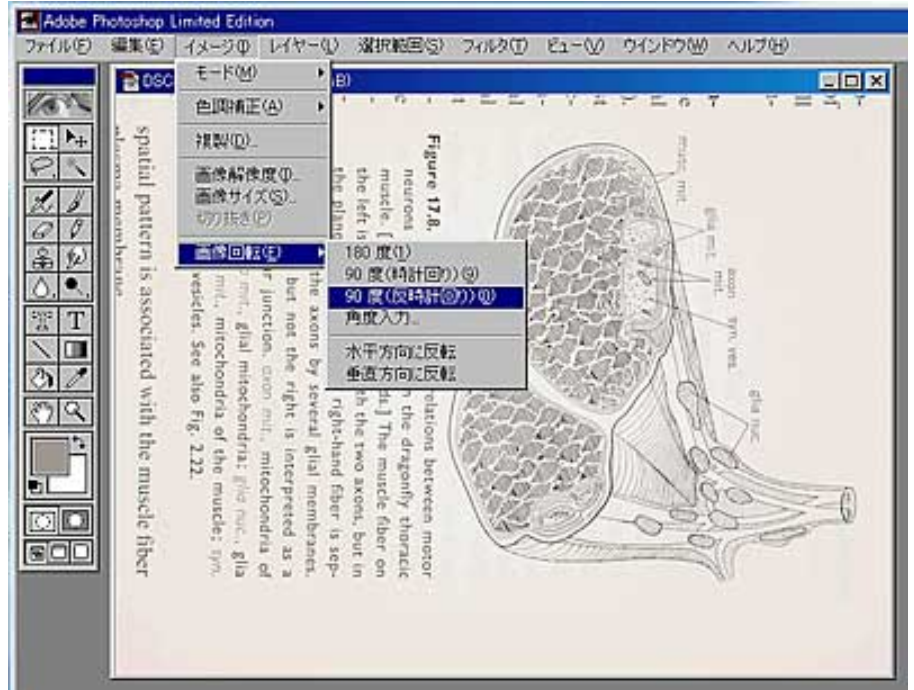 Adobe Photoshop Limited Edition
ファイル(F) 編集(E) イメージ(I) レイヤー(L) 選択範囲(S) フィルタ(T) ビュー(V) ウインドウ(W) ヘルプ(H)
モード(M)
色調補正(A)
複製(D)...
画像解像度(I)...
画像サイズ(S)...
切り抜き(P)
画像回転(E)
180 度(1)
90 度(時計回り)(9)
90 度(反時計回り)(0)
角度入力...
水平方向に反転
垂直方向に反転
Figure 17.8.
relations between motor
neurons
the dragonfly thoracic
muscle. [
ds.] The muscle fiber on
the left is
th the two axons, but in
the plane
right-hand fiber is sep-
the axons by several glial membranes.
but not the right is interpreted as a
r junction. axon mit., mitochondria of
mit., glial mitochondria; glia nuc., glia
mit., mitochondria of the muscle; syn.
vesicles. See also Fig. 2.22.
spatial pattern is associated with the muscle fiber
plasma membrane
musc. mit.
glia mit.
axon
mit.
syn. ves.
glia nuc.